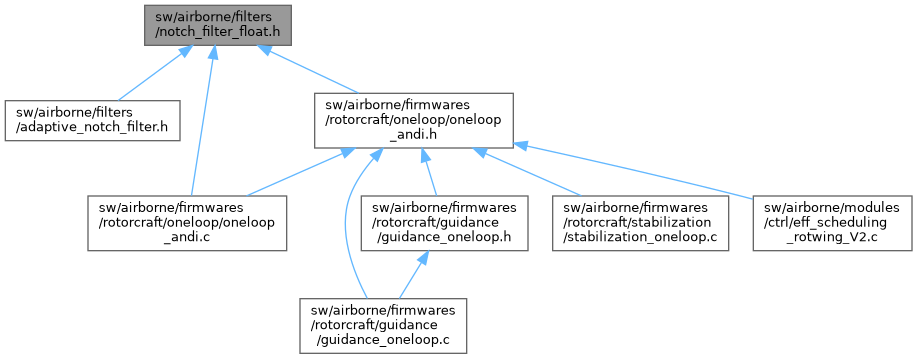 sw/airborne/filters
/notch_filter_float.h
sw/airborne/filters
/adaptive_notch_filter.h
sw/airborne/firmwares
/rotorcraft/oneloop/oneloop
_andi.h
sw/airborne/firmwares
/rotorcraft/oneloop/oneloop
_andi.c
sw/airborne/firmwares
/rotorcraft/guidance
/guidance_oneloop.h
sw/airborne/firmwares
/rotorcraft/stabilization
/stabilization_oneloop.c
sw/airborne/modules
/ctrl/eff_scheduling
_rotwing_V2.c
sw/airborne/firmwares
/rotorcraft/guidance
/guidance_oneloop.c